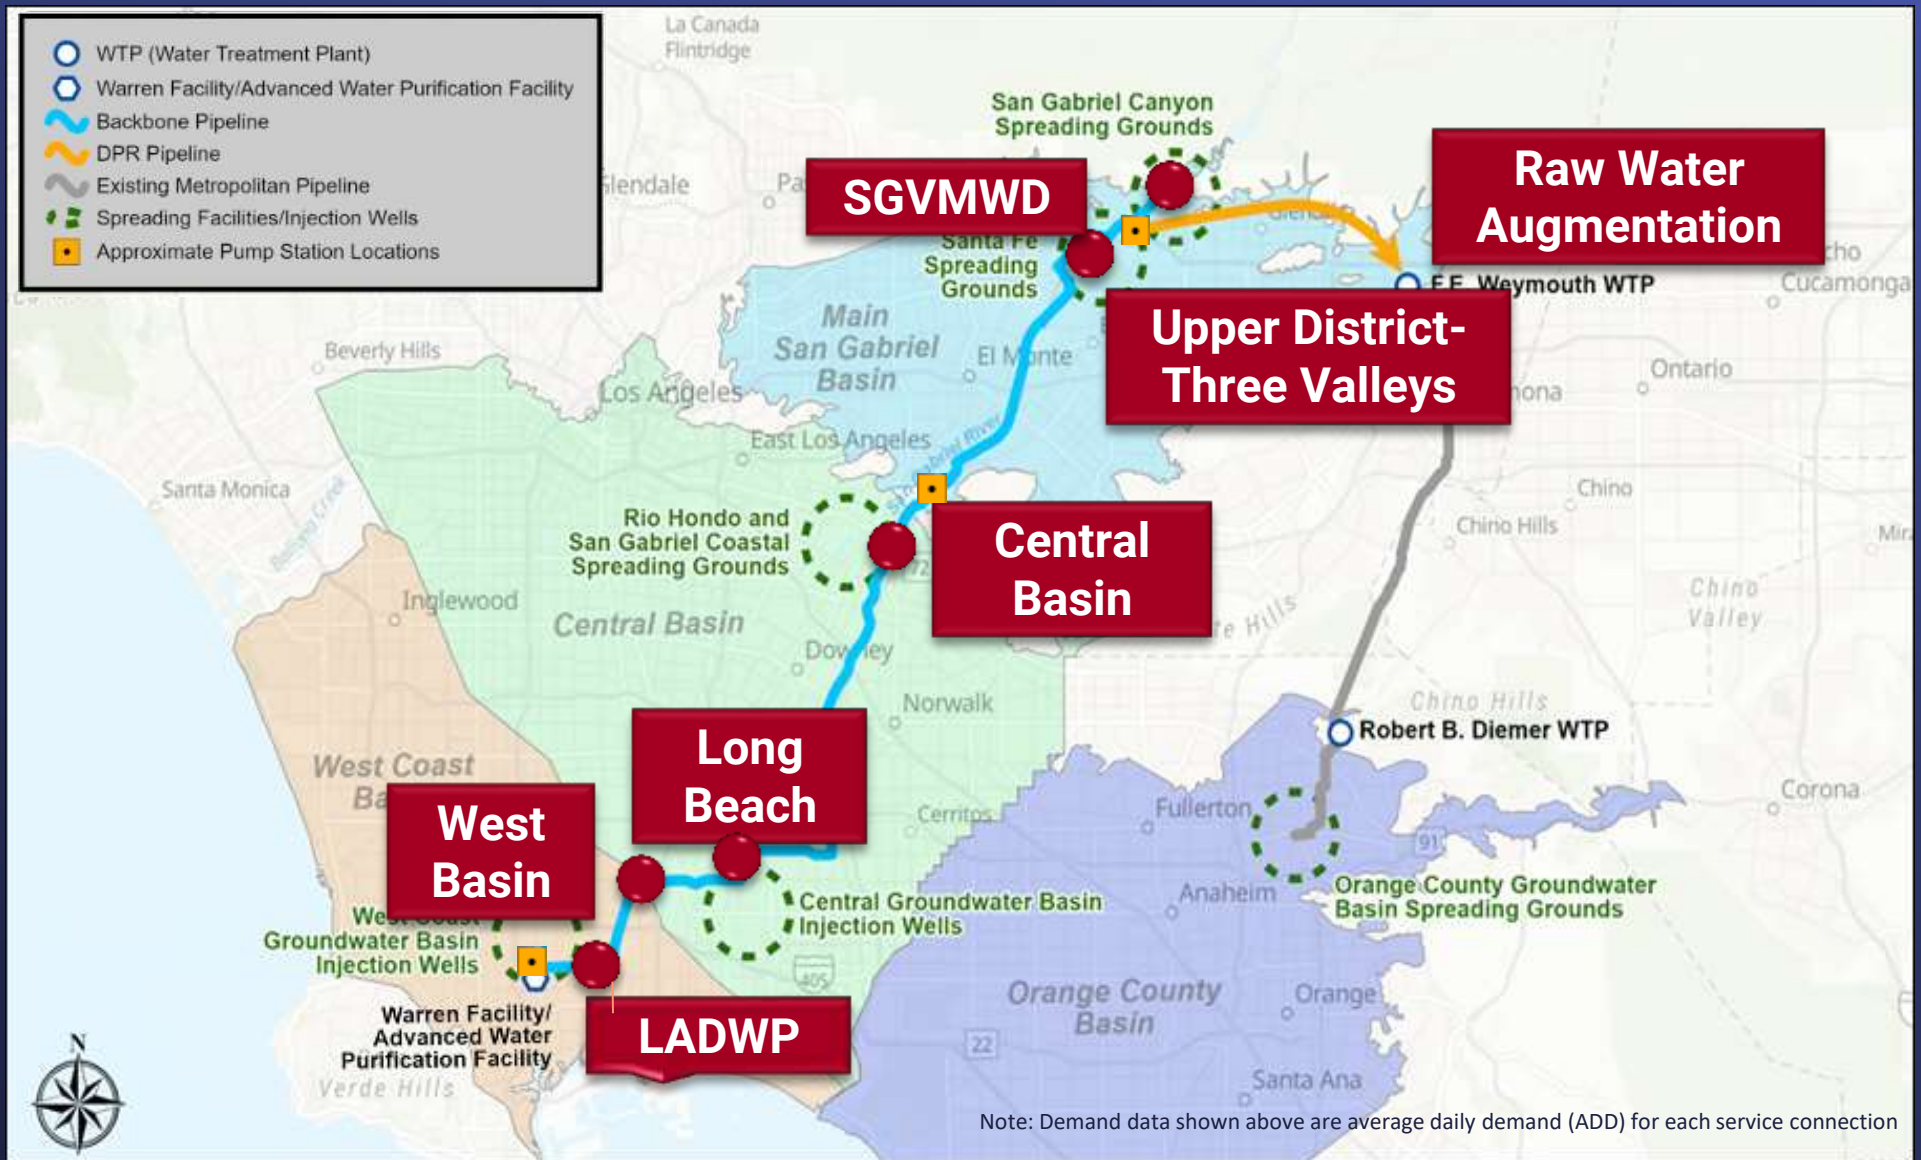 WTP (Water Treatment Plant)
Warren Facility/Advanced Water Purification Facility
Backbone Pipeline
DPR Pipeline
Existing Metropolitan Pipeline
Spreading Facilities/Injection Wells
Approximate Pump Station Locations
La Canada
Flintridge
San Gabriel Canyon
Spreading Grounds
SGVMWD
Raw Water
Augmentation
Santa Fe
Spreading
Grounds
F.E. Weymouth WTP
Cucamonga
Upper District-
Three Valleys
Main
San Gabriel
Basin
El Monte
Beverly Hills
Los Angeles
East Los Angeles
Ontario
Santa Monica
Chino
Chino Hills
Rio Hondo and
San Gabriel Coastal
Spreading Grounds
Central
Basin
Inglewood
Central Basin
Downey
Norwalk
Chino
Valley
Chino Hills
Robert B. Diemer WTP
West Coast
Long
Beach
West
Basin
Cerritos
Fullerton
Corona
91
Anaheim
Orange County Groundwater
Basin Spreading Grounds
Central Groundwater Basin
Injection Wells
West Coast
Groundwater Basin
Injection Wells
405
Orange County
Basin
Orange
Warren Facility/
Advanced Water
Purification Facility
LADWP
22
Verde Hills
Santa Ana
N
Note: Demand data shown above are average daily demand (ADD) for each service connection